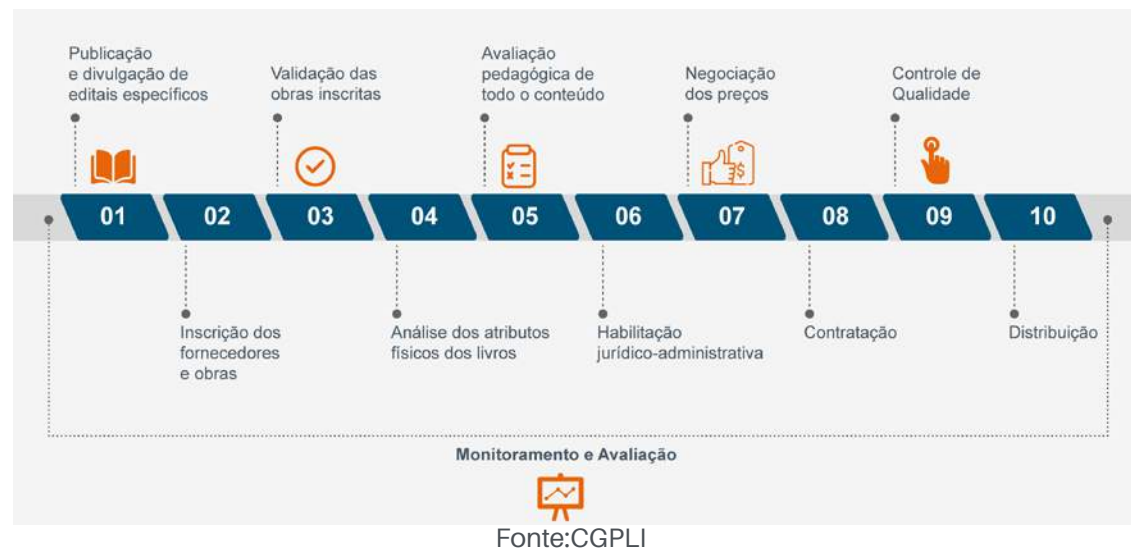 Publicação
e divulgação de
editais específicos
Validação das
obras inscritas
Avaliação
pedagógica de
todo o conteúdo
Negociação
dos preços
Controle de
Qualidade
01
02
03
04
05
06
07
08
09
10
Inscrição dos
fornecedores
e obras
Análise dos atributos
físicos dos livros
Habilitação
jurídico-administrativa
Contratação
Distribuição
Monitoramento e Avaliação
Fonte:CGPLI